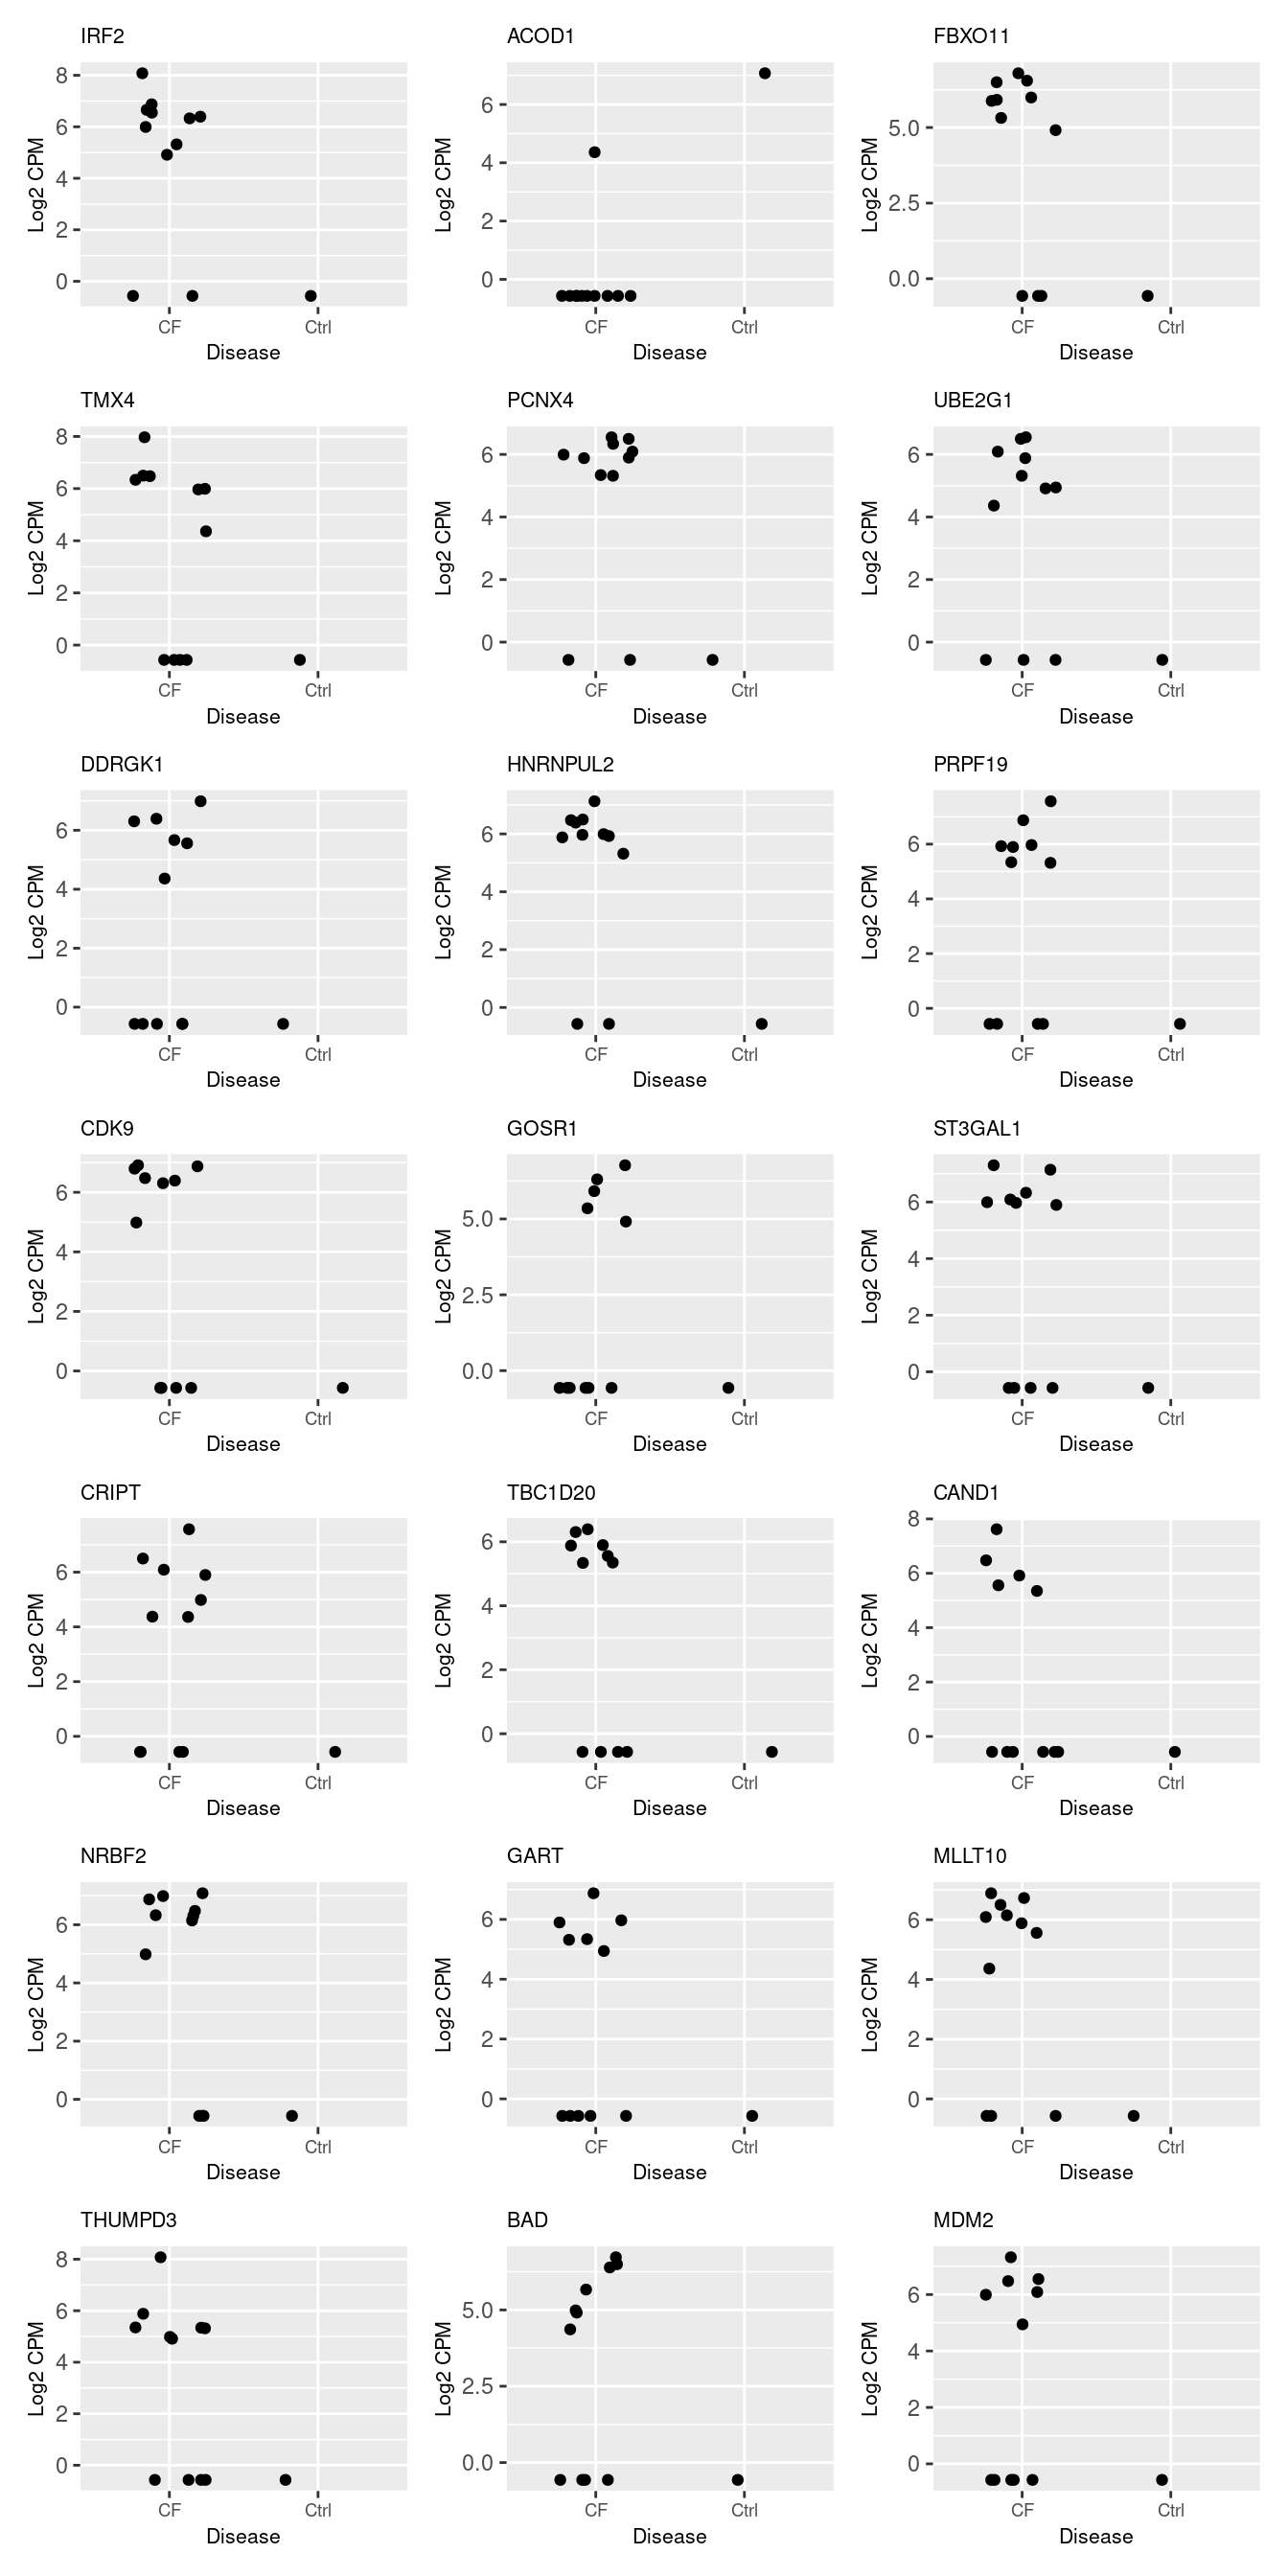 IRF2 ACOD1 FBXO11
8
6
4
2
0
Log2 CPM
CF Ctrl
Disease
6
4
2
0
Log2 CPM
CF Ctrl
Disease
5.0
2.5
0.0
Log2 CPM
CF Ctrl
Disease
TMX4 PCNX4 UBE2G1
8
6
4
2
0
Log2 CPM
CF Ctrl
Disease
6
4
2
0
Log2 CPM
CF Ctrl
Disease
6
4
2
0
Log2 CPM
CF Ctrl
Disease
DDRGK1 HNRNPUL2 PRPF19
6
4
2
0
Log2 CPM
CF Ctrl
Disease
6
4
2
0
Log2 CPM
CF Ctrl
Disease
6
4
2
0
Log2 CPM
CF Ctrl
Disease
CDK9 GOSR1 ST3GAL1
6
4
2
0
Log2 CPM
CF Ctrl
Disease
5.0
2.5
0.0
Log2 CPM
CF Ctrl
Disease
6
4
2
0
Log2 CPM
CF Ctrl
Disease
CRIPT TBC1D20 CAND1
6
4
2
0
Log2 CPM
CF Ctrl
Disease
6
4
2
0
Log2 CPM
CF Ctrl
Disease
8
6
4
2
0
Log2 CPM
CF Ctrl
Disease
NRBF2 GART MLLT10
6
4
2
0
Log2 CPM
CF Ctrl
Disease
6
4
2
0
Log2 CPM
CF Ctrl
Disease
6
4
2
0
Log2 CPM
CF Ctrl
Disease
THUMPD3 BAD MDM2
8
6
4
2
0
Log2 CPM
CF Ctrl
Disease
5.0
2.5
0.0
Log2 CPM
CF Ctrl
Disease
6
4
2
0
Log2 CPM
CF Ctrl
Disease